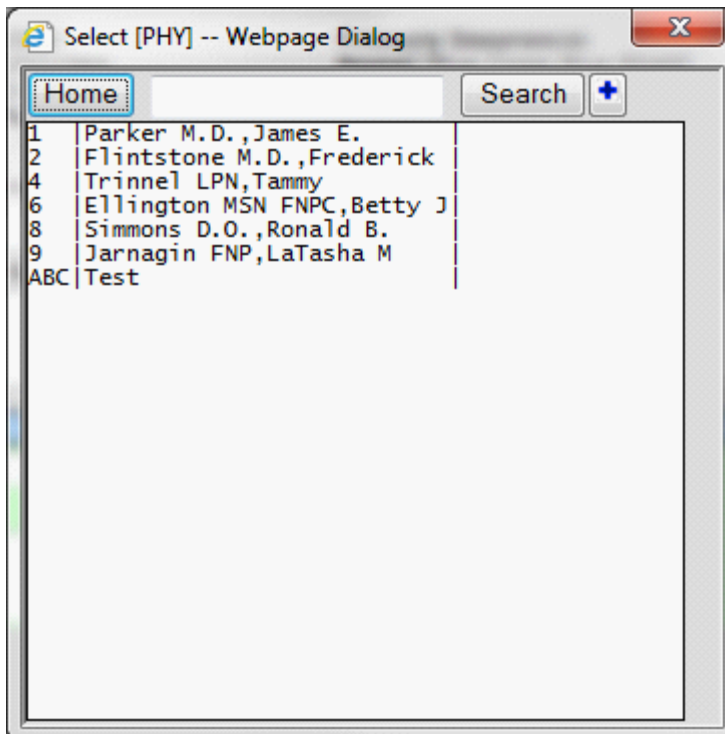 Select [PHY] -- Webpage Dialog
Home Search
1 |Parker M.D.,James E. |
2 |Flintstone M.D.,Frederick |
4 |Trinnel LPN,Tammy |
6 |Ellington MSN FNPC,Betty J|
8 |Simmons D.O.,Ronald B. |
9 |Jarnagin FNP,LaTasha M |
ABC|Test |